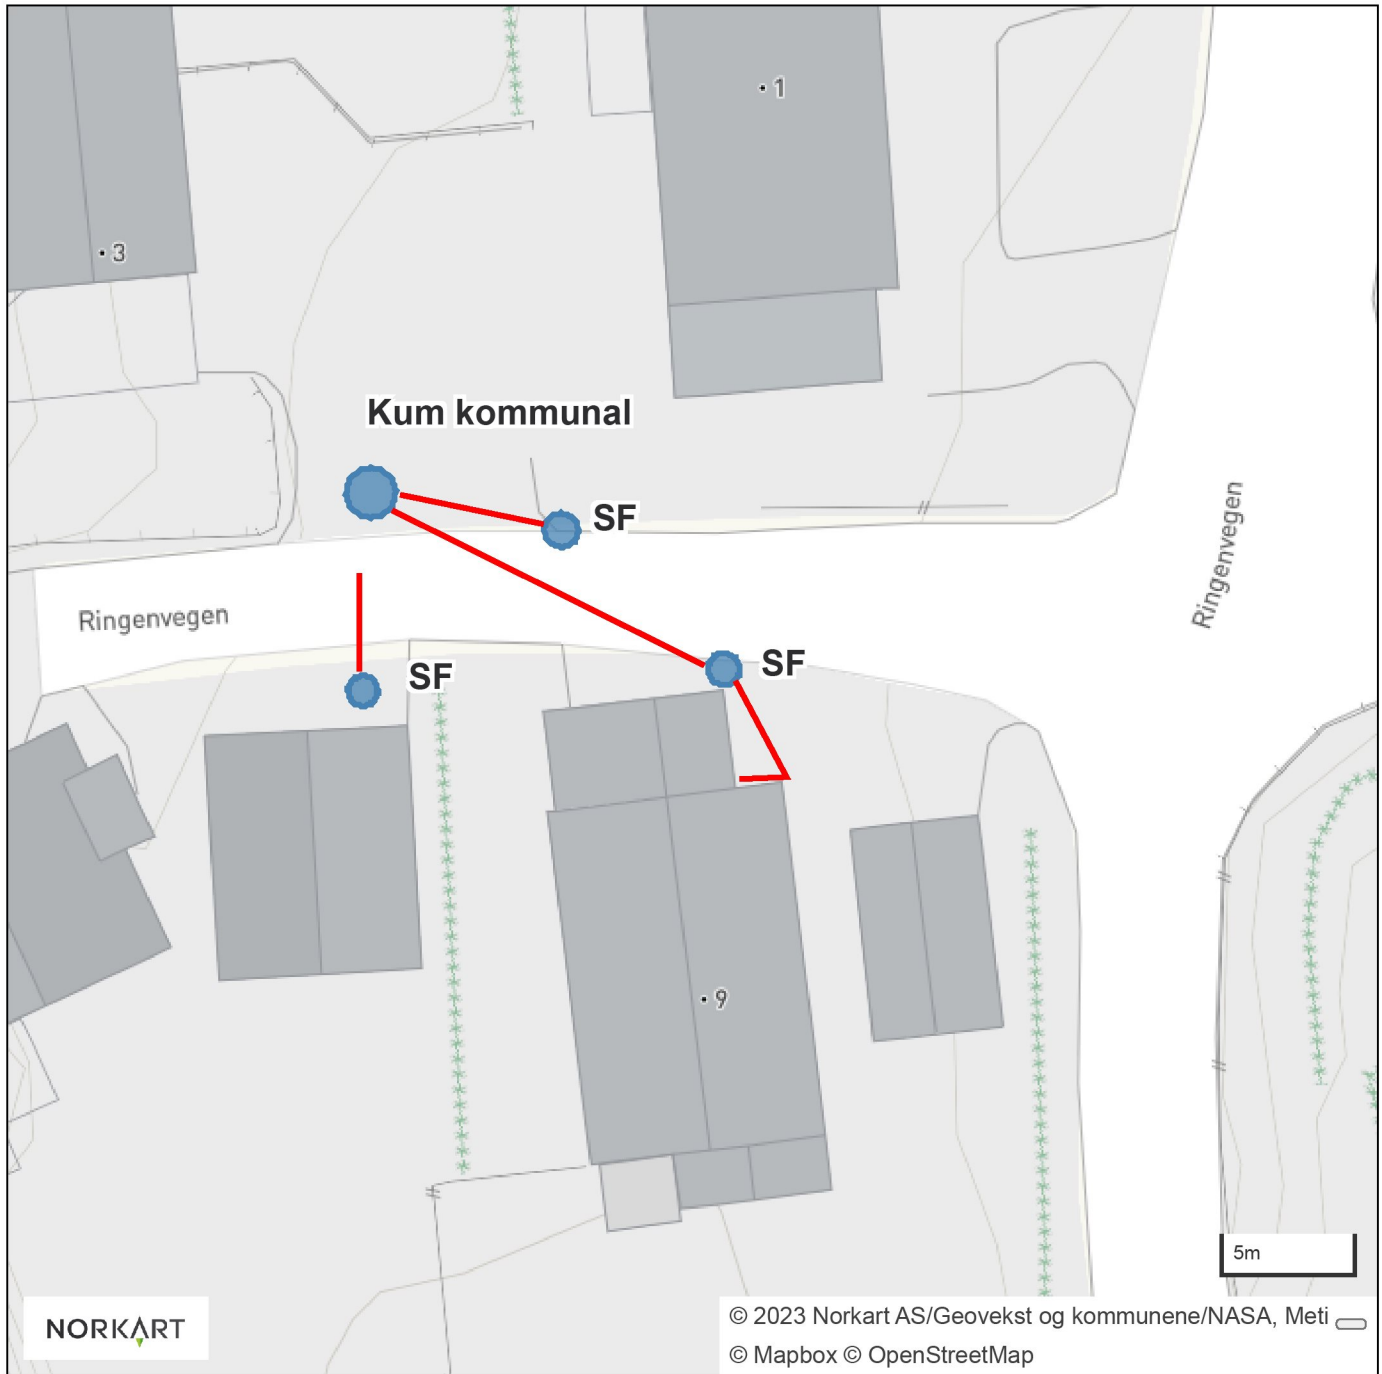 1
3
Kum kommunal
SF
Ringenvegen
Ringenvegen
SF
SF
9
5m
NORKART
© 2023 Norkart AS/Geovekst og kommunene/NASA, Meti
© Mapbox © OpenStreetMap